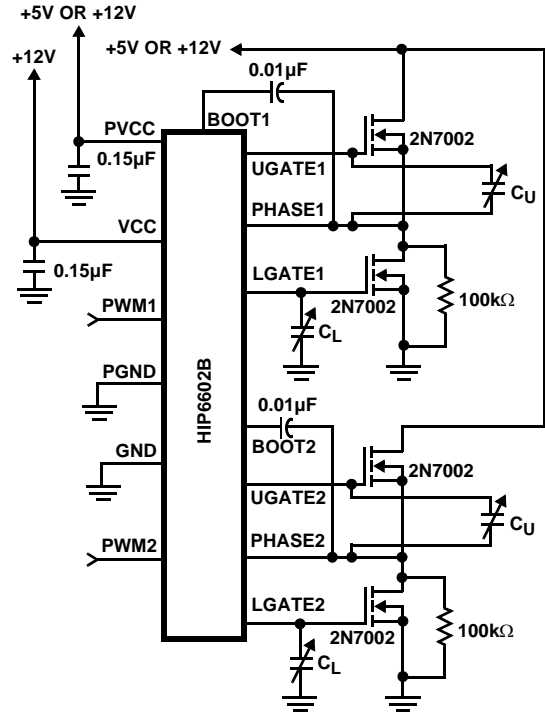 +5V OR +12V
+12V
+5V OR +12V
0.01µF
BOOT1
PVCC
2N7002
0.15µF
UGATE1
CU
PHASE1
VCC
0.15µF
LGATE1
2N7002
100kΩ
CL
PWM1
PGND
HIP6602B
0.01µF
BOOT2
GND
2N7002
UGATE2
CU
PHASE2
PWM2
LGATE2
2N7002
100kΩ
CL